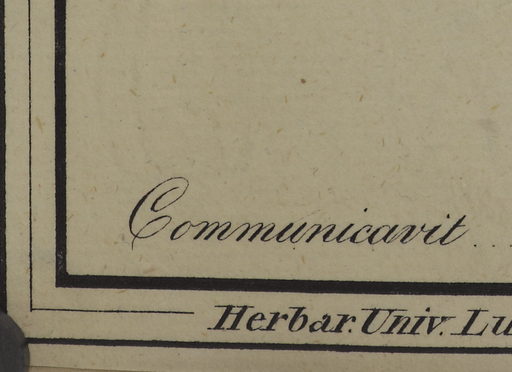 Communicavit ...
Herbar. Univ. Lu